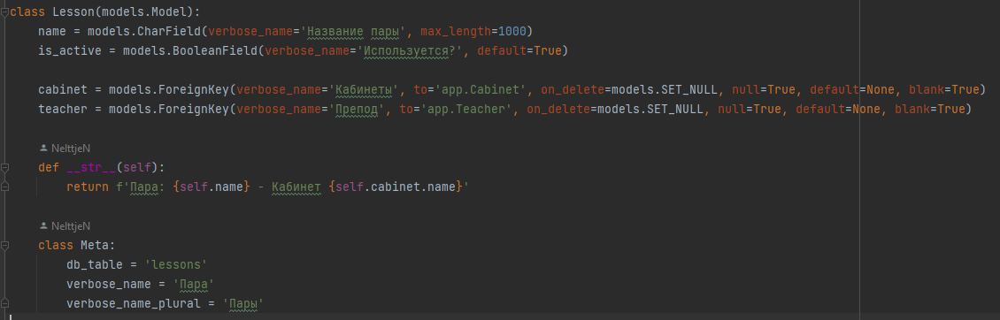 class Lesson(models.Model):
    name = models.CharField(verbose_name='Название пары', max_length=1000)
    is_active = models.BooleanField(verbose_name='Используется?', default=True)

    cabinet = models.ForeignKey(verbose_name='Кабинеты', to='app.Cabinet', on_delete=models.SET_NULL, null=True, default=None, blank=True)
    teacher = models.ForeignKey(verbose_name='Препод', to='app.Teacher', on_delete=models.SET_NULL, null=True, default=None, blank=True)

    NelttjeN
    def __str__(self):
        return f'Пара: {self.name} - Кабинет {self.cabinet.name}'

    NelttjeN
    class Meta:
        db_table = 'lessons'
        verbose_name = 'Пара'
        verbose_name_plural = 'Пары'